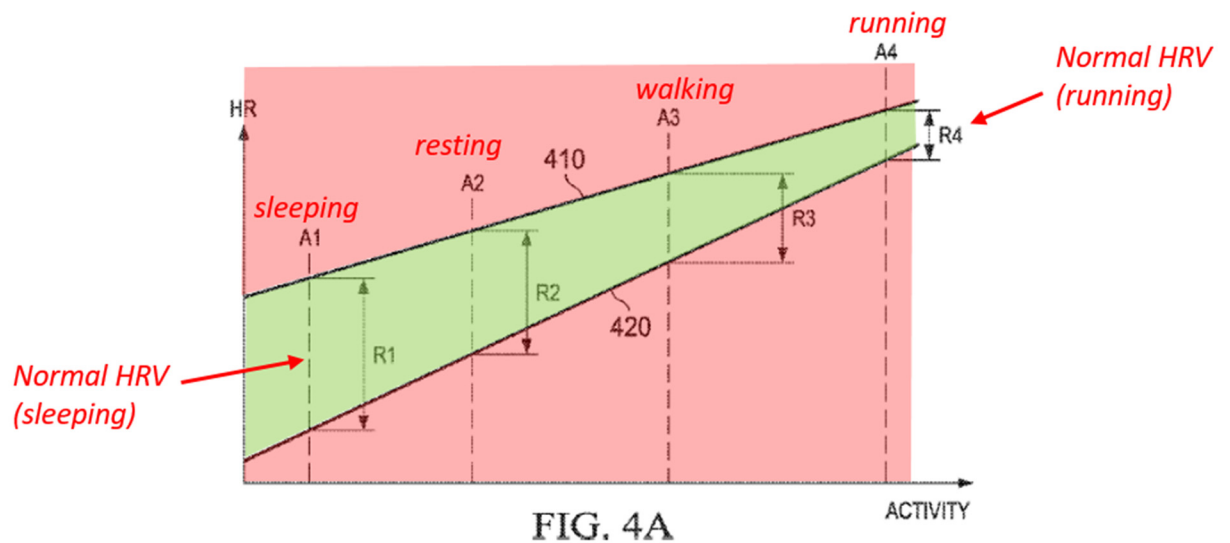 running
A4
Normal HRV
(running)
walking
A3
HR
resting
A2
410
R4
sleeping
A1
R3
R2
420
R1
Normal HRV
(sleeping)
ACTIVITY
FIG. 4A